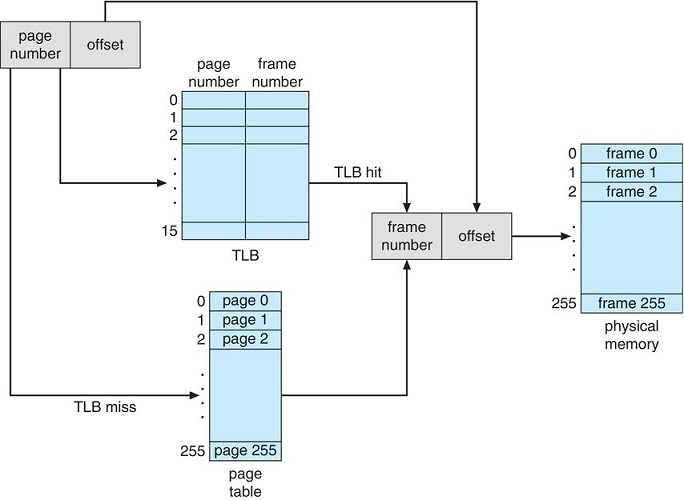 page
number
offset
page
number
frame
number
0
1
2
.
.
.
.
15
TLB
TLB hit
frame
number
offset
0 frame 0
1 frame 1
2 frame 2
.
.
.
.
255 frame 255
physical
memory
0 page 0
1 page 1
2 page 2
.
.
.
.
255 page 255
page
table
TLB miss